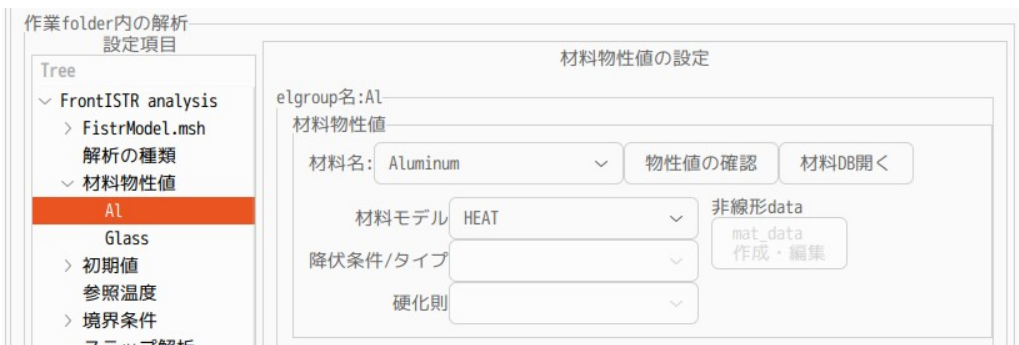 作業folder内の解析
設定項目
Tree
FrontISTR analysis
FistrModel.msh
解析の種類
材料物性値
Al
Glass
初期値
参照温度
境界条件
材料物性値の設定
elgroup名:Al
材料物性値
材料名: Aluminum 物性値の確認 材料DB開く
材料モデル HEAT
非線形data
mat_data
作成・編集
降伏条件/タイプ
硬化則